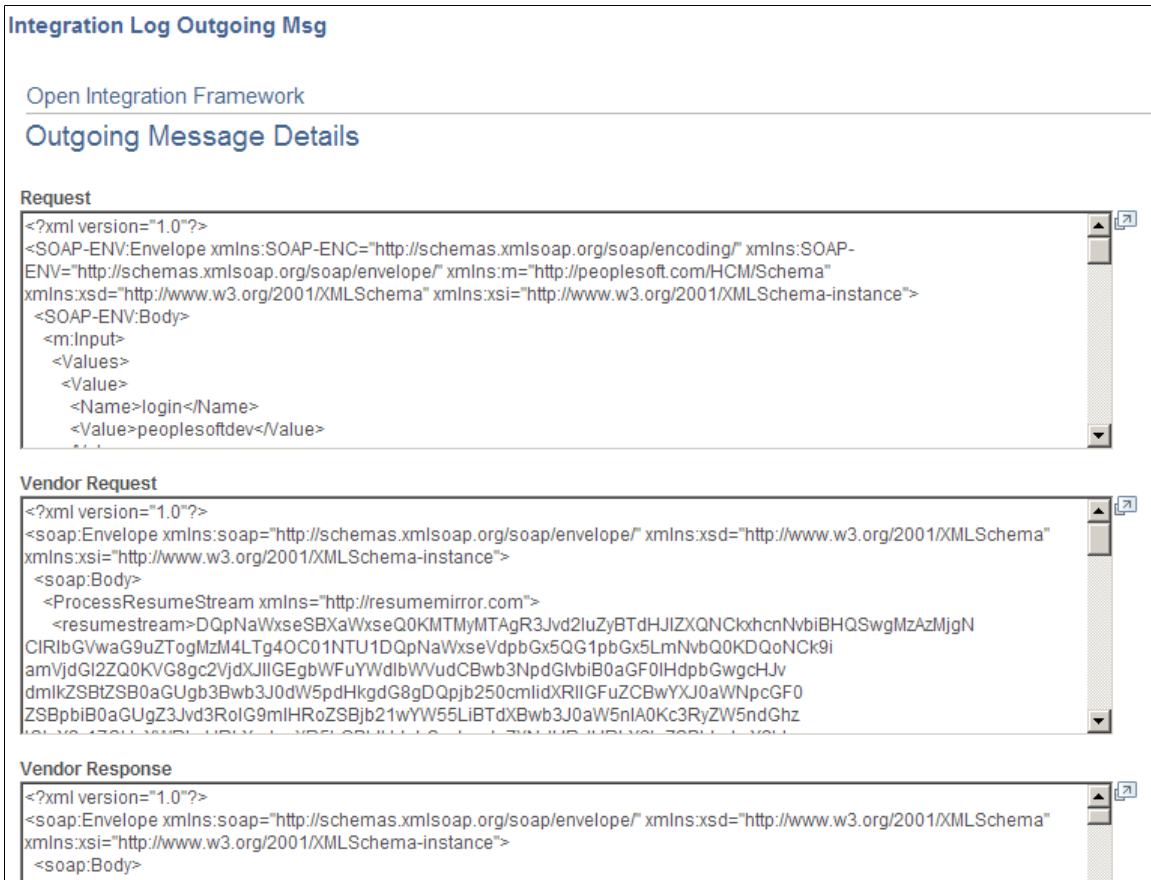 Integration Log Outgoing Msg
Open Integration Framework
Outgoing Message Details
Request
<?xml version="1.0"?>
<SOAP-ENV:Envelope xmlns:SOAP-ENC="http://schemas.xmlsoap.org/soap/encoding/" xmlns:SOAP-
ENV="http://schemas.xmlsoap.org/soap/envelope/" xmlns:m="http://peoplesoft.com/HCM/Schema"
xmlns:xsd="http://www.w3.org/2001/XMLSchema" xmlns:xsi="http://www.w3.org/2001/XMLSchema-instance">
<SOAP-ENV:Body>
<m:Input>
<Values>
<Value>
<Name>login</Name>
<Value>peoplesoftdev</Value>
Vendor Request
<?xml version="1.0"?>
<soap:Envelope xmlns:soap="http://schemas.xmlsoap.org/soap/envelope/" xmlns:xsd="http://www.w3.org/2001/XMLSchema"
xmlns:xsi="http://www.w3.org/2001/XMLSchema-instance">
<soap:Body>
<ProcessResumeStream xmlns="http://resumemirror.com">
<resumestream>DQpNaWxseSBXaWxseQ0KMTMyMTAgR3Jvd2luZyBTdHJlZXQNCkxhcnNvbiBHQSwgMzAzMjgN
ClRlbGVwaG9uZTogMzM4LTg4OC01NTU1DQpNaWxseVdpbGx5QG1pbGx5LmNvbQ0KDQoNCk9i
amVjdGl2ZQ0KVG8gc2VjdXJlIGEgbWFuYWdlbWVudCBwb3NpdGlvbiB0aGF0IHdpbGwgcHJv
dmlkZSBtZSB0aGUgb3Bwb3J0dW5pdHkgdG8gDQpjb250cmlidXRlIGFuZCBwYXJ0aWNpcGF0
ZSBpbiB0aGUgZ3Jvd3RoIG9mIHRoZSBjb21wYW55LiBTdXBwb3J0aW5nIA0Kc3RyZW5ndGhz
Vendor Response
<?xml version="1.0"?>
<soap:Envelope xmlns:soap="http://schemas.xmlsoap.org/soap/envelope/" xmlns:xsd="http://www.w3.org/2001/XMLSchema"
xmlns:xsi="http://www.w3.org/2001/XMLSchema-instance">
<soap:Body>